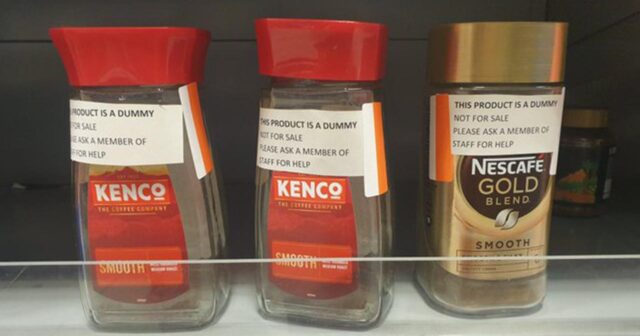 PRODUCT IS A DUMMY
FOR SALE
ASK A MEMBER OF
FOR HELP
KENCO
THE COFFEE COMPANY
SMOOTH
THIS PRODUCT IS A DUMMY
NOT FOR SALE
PLEASE ASK A MEMBER OF
STAFF FOR HELP
KENCO
THE COFFEE COMPANY
SMOOTH
MEDIUM ROAST
THIS PRODUCT IS A DUMMY
NOT FOR SALE
PLEASE ASK A MEMBER OF
STAFF FOR HELP
NESCAFÉ
GOLD
BLEND
SMOOTH